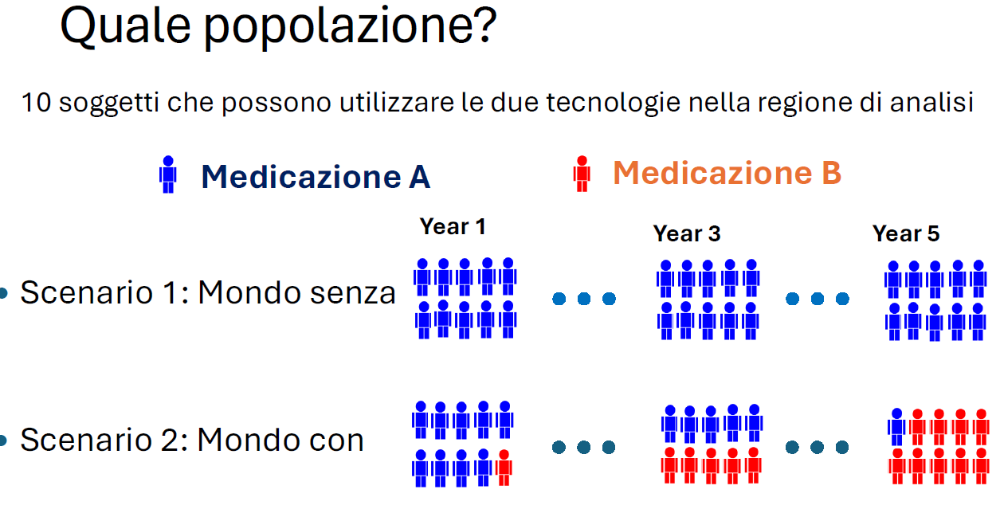 Quale popolazione?
10 soggetti che possono utilizzare le due tecnologie nella regione di analisi
Medicazione A
Medicazione B
Year 1
Year 3
Year 5
• Scenario 1: Mondo senza
• Scenario 2: Mondo con